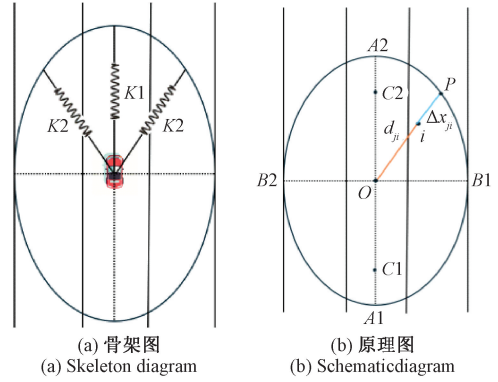 K1
K2
K2
(a) 骨架图
(a) Skeleton diagram
A2
C2
P
Δx_ji
d_ji
i
B2
O
B1
C1
A1
(b) 原理图
(b) Schematicdiagram